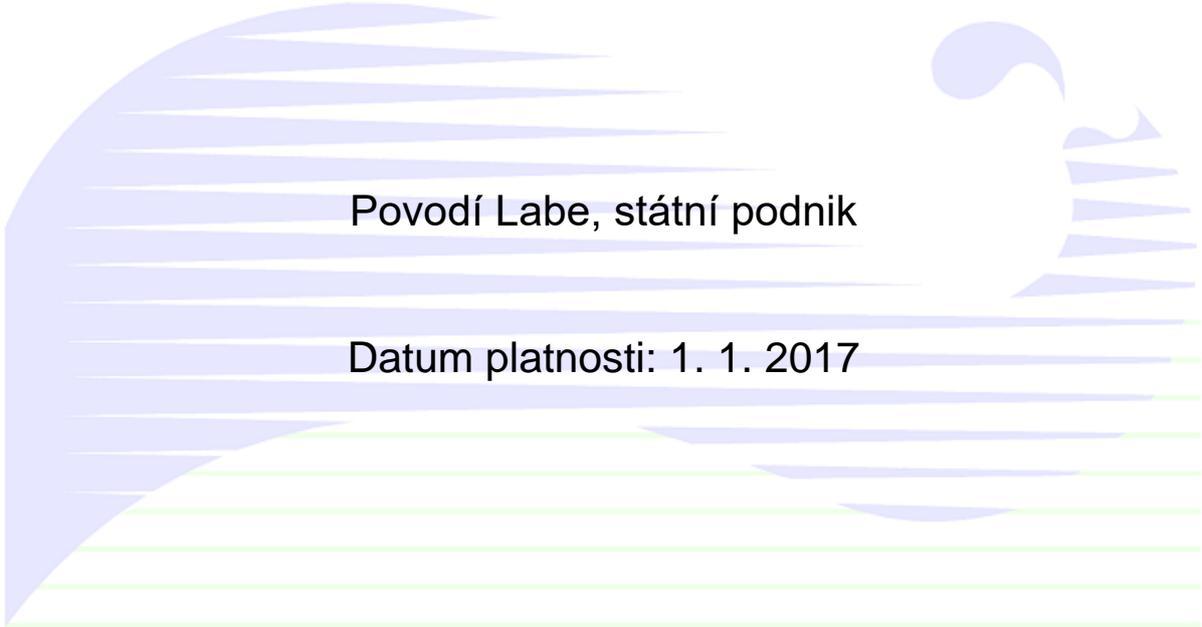 Povodí Labe, státní podnik
Datum platnosti: 1. 1. 2017